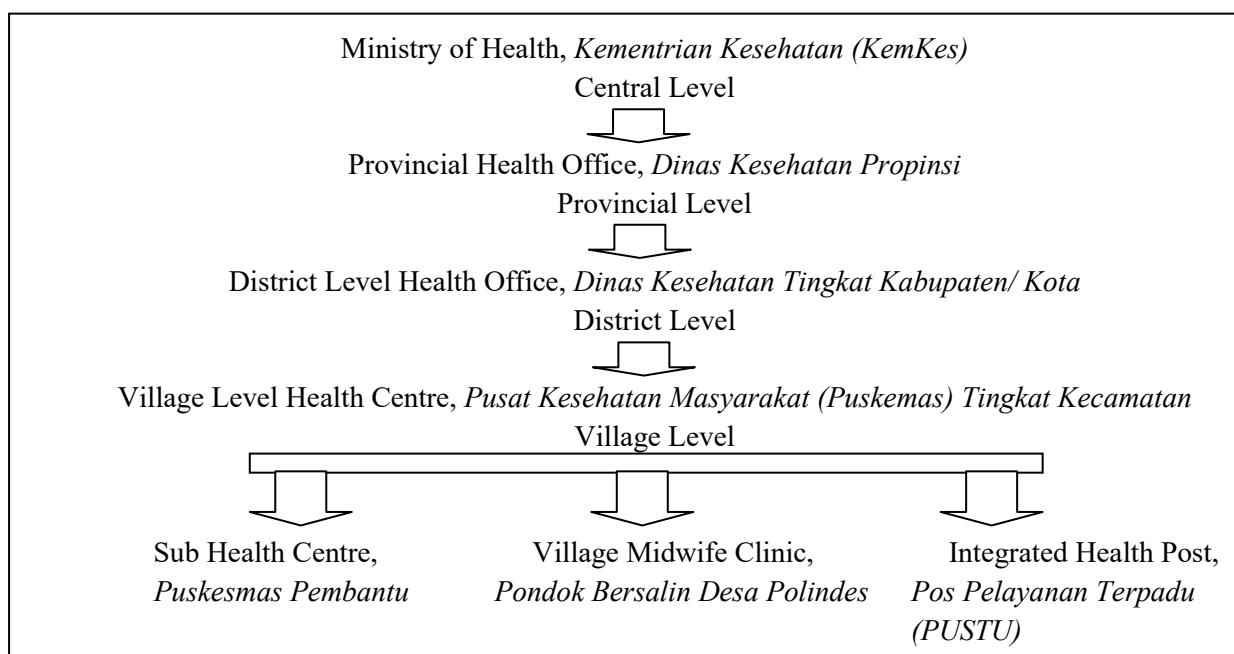 Ministry of Health, Kementrian Kesehatan (KemKes)
Central Level
Provincial Health Office, Dinas Kesehatan Propinsi
Provincial Level
District Level Health Office, Dinas Kesehatan Tingkat Kabupaten/ Kota
District Level
Village Level Health Centre, Pusat Kesehatan Masyarakat (Puskemas) Tingkat Kecamatan
Village Level
Sub Health Centre,
Puskesmas Pembantu
Village Midwife Clinic,
Pondok Bersalin Desa Polindes
Integrated Health Post,
Pos Pelayanan Terpadu
(PUSTU)